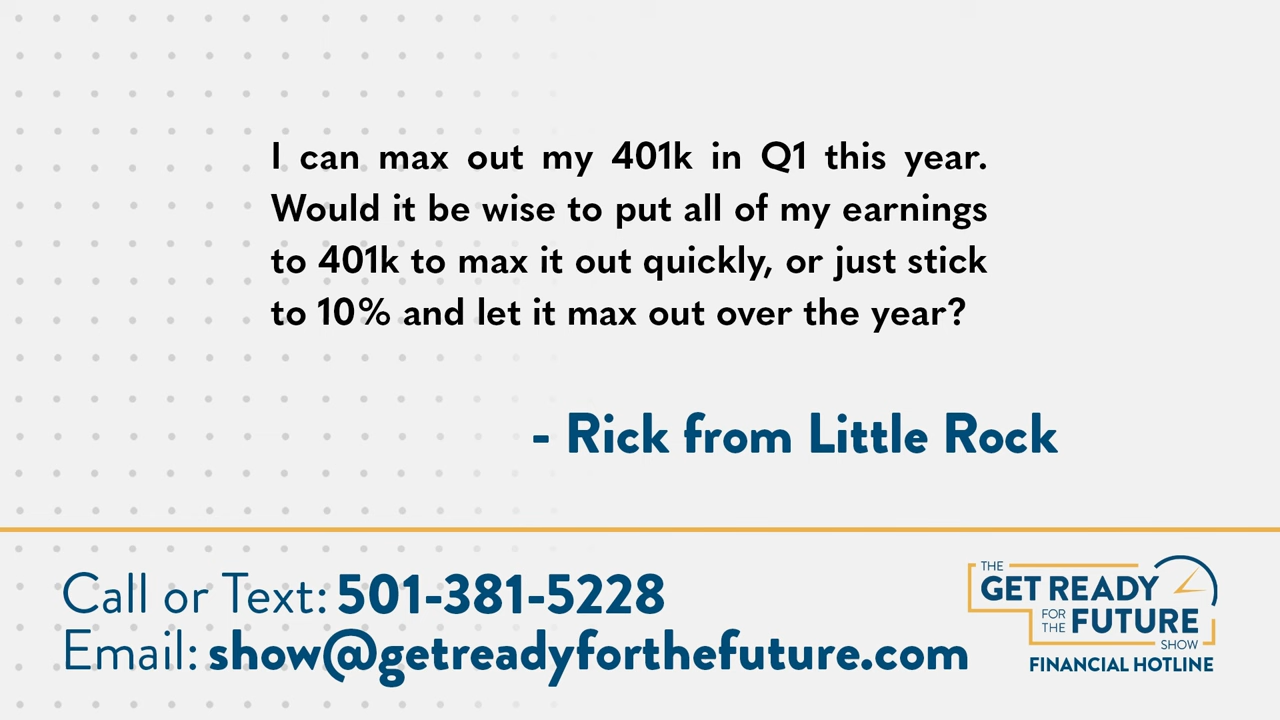 I can max out my 401k in Q1 this year.
Would it be wise to put all of my earnings
to 401k to max it out quickly, or just stick
to 10% and let it max out over the year?
- Rick from Little Rock
Call or Text: 501-381-5228
Email: show@getreadyforthefuture.com
THE
GET READY
FOR THE FUTURE
SHOW
FINANCIAL HOTLINE